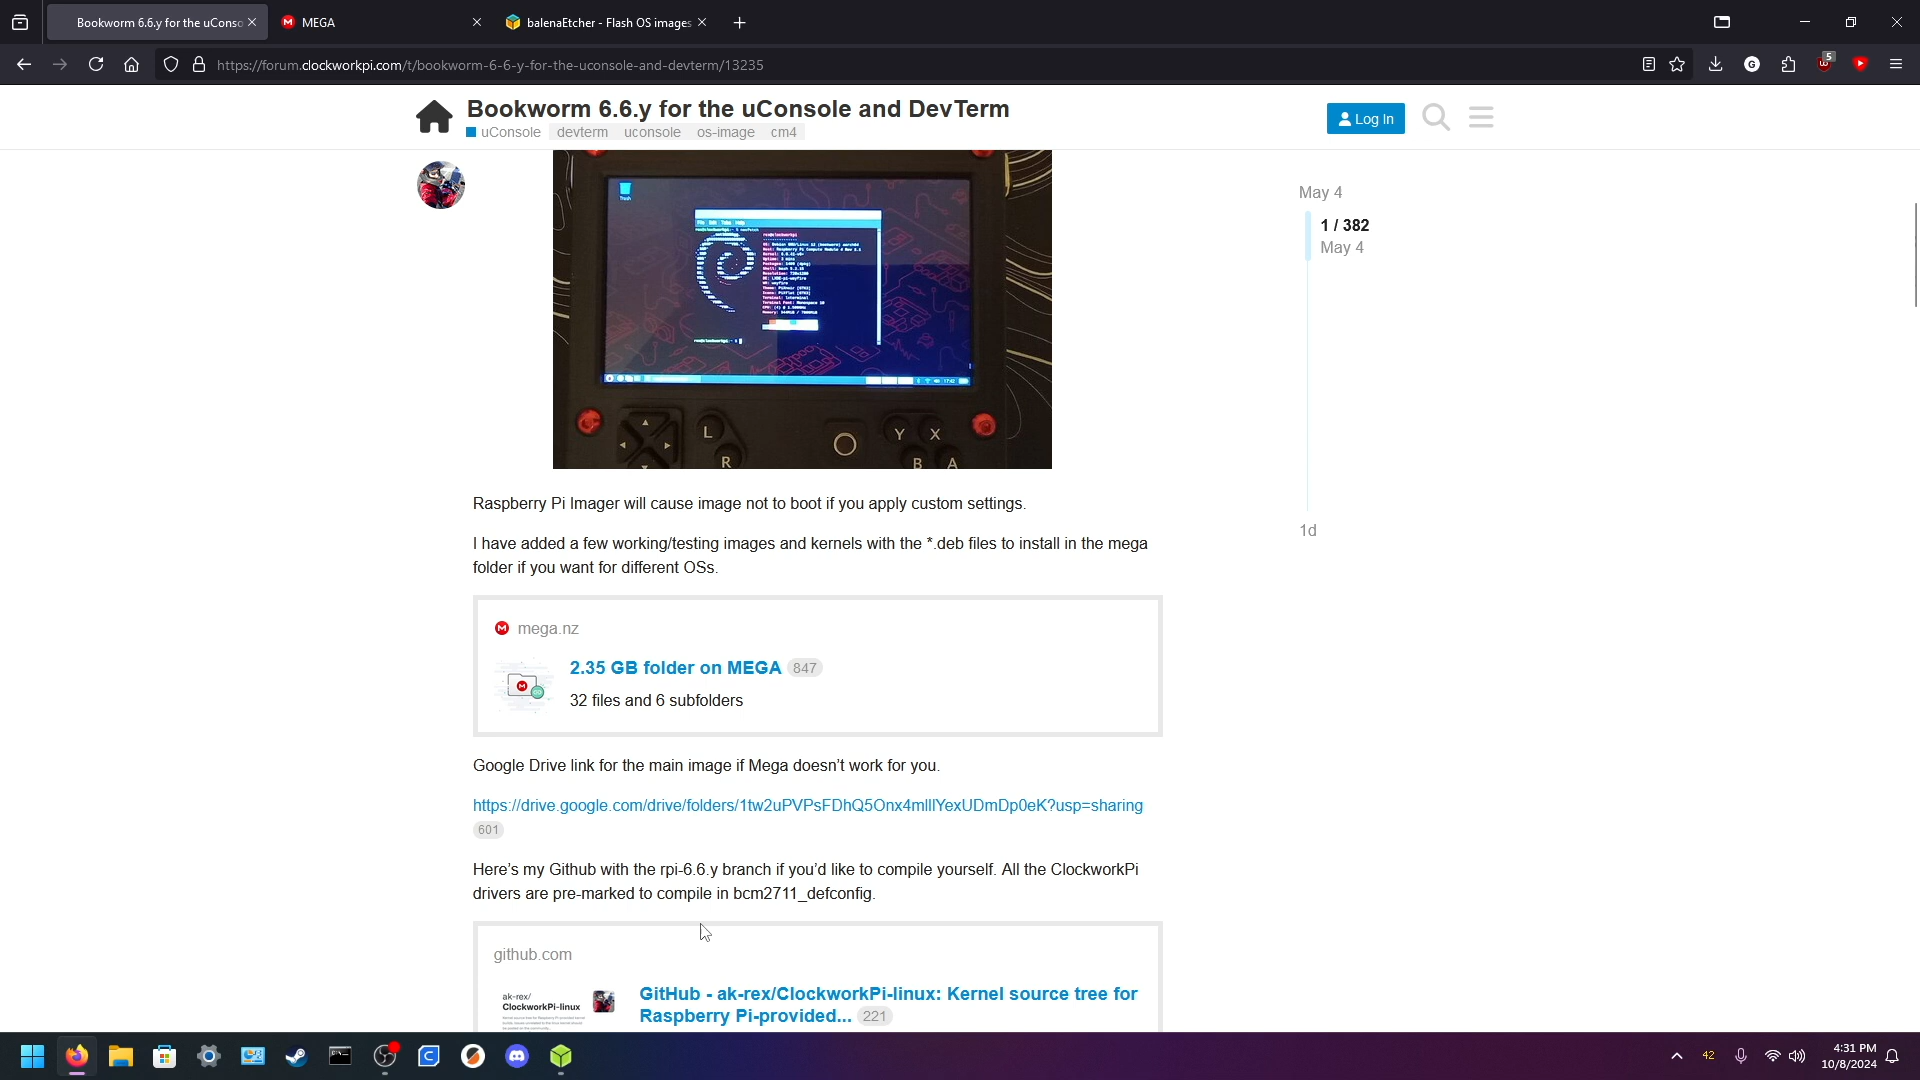 Bookworm 6.6.y for the uConso
MEGA
balenaEtcher - Flash OS images
https://forum.clockworkpi.com/t/bookworm-6-6-y-for-the-uconsole-and-devterm/13235
5
Bookworm 6.6.y for the uConsole and DevTerm
uConsole devterm uconsole os-image cm4
Log In
May 4
1 / 382
May 4
1d
L
R
Y
X
B
A
Raspberry Pi Imager will cause image not to boot if you apply custom settings.
I have added a few working/testing images and kernels with the *.deb files to install in the mega
folder if you want for different OSs.
mega.nz
2.35 GB folder on MEGA 847
32 files and 6 subfolders
Google Drive link for the main image if Mega doesn’t work for you.
https://drive.google.com/drive/folders/1tw2uPVPsFDhQ5Onx4mlllYexUDmDp0eK?usp=sharing
601
Here’s my Github with the rpi-6.6.y branch if you’d like to compile yourself. All the ClockworkPi
drivers are pre-marked to compile in bcm2711_defconfig.
github.com
ak-rex/
ClockworkPi-linux
GitHub - ak-rex/ClockworkPi-linux: Kernel source tree for
Raspberry Pi-provided... 221
42
4:31 PM
10/8/2024